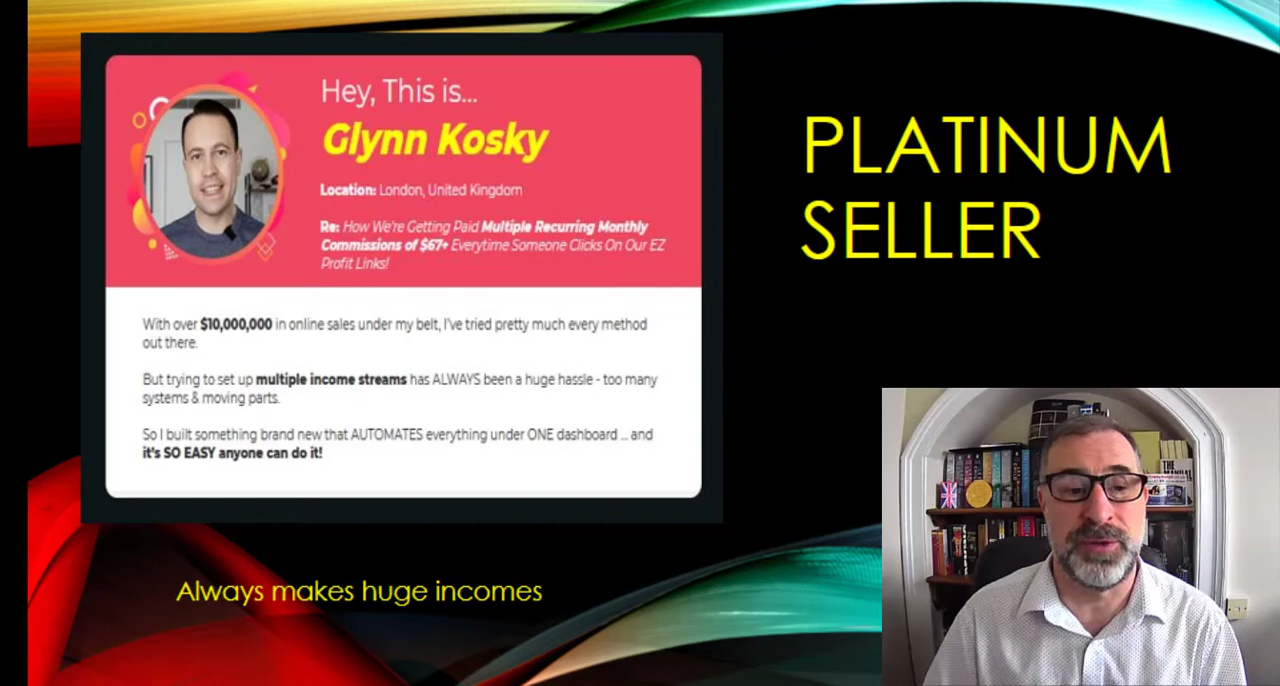 Hey, This is...
Glynn Kosky
Location: London, United Kingdom
Re: How We're Getting Paid Multiple Recurring Monthly
Commissions of $67+ Everytime Someone Clicks On Our EZ
Profit Links!
With over $10,000,000 in online sales under my belt, I've tried pretty much every method
out there.
But trying to set up multiple income streams has ALWAYS been a huge hassle - too many
systems & moving parts.
So I built something brand new that AUTOMATES everything under ONE dashboard ... and
it's SO EASY anyone can do it!
Always makes huge incomes
PLATINUM
SELLER
THE
MANUAL